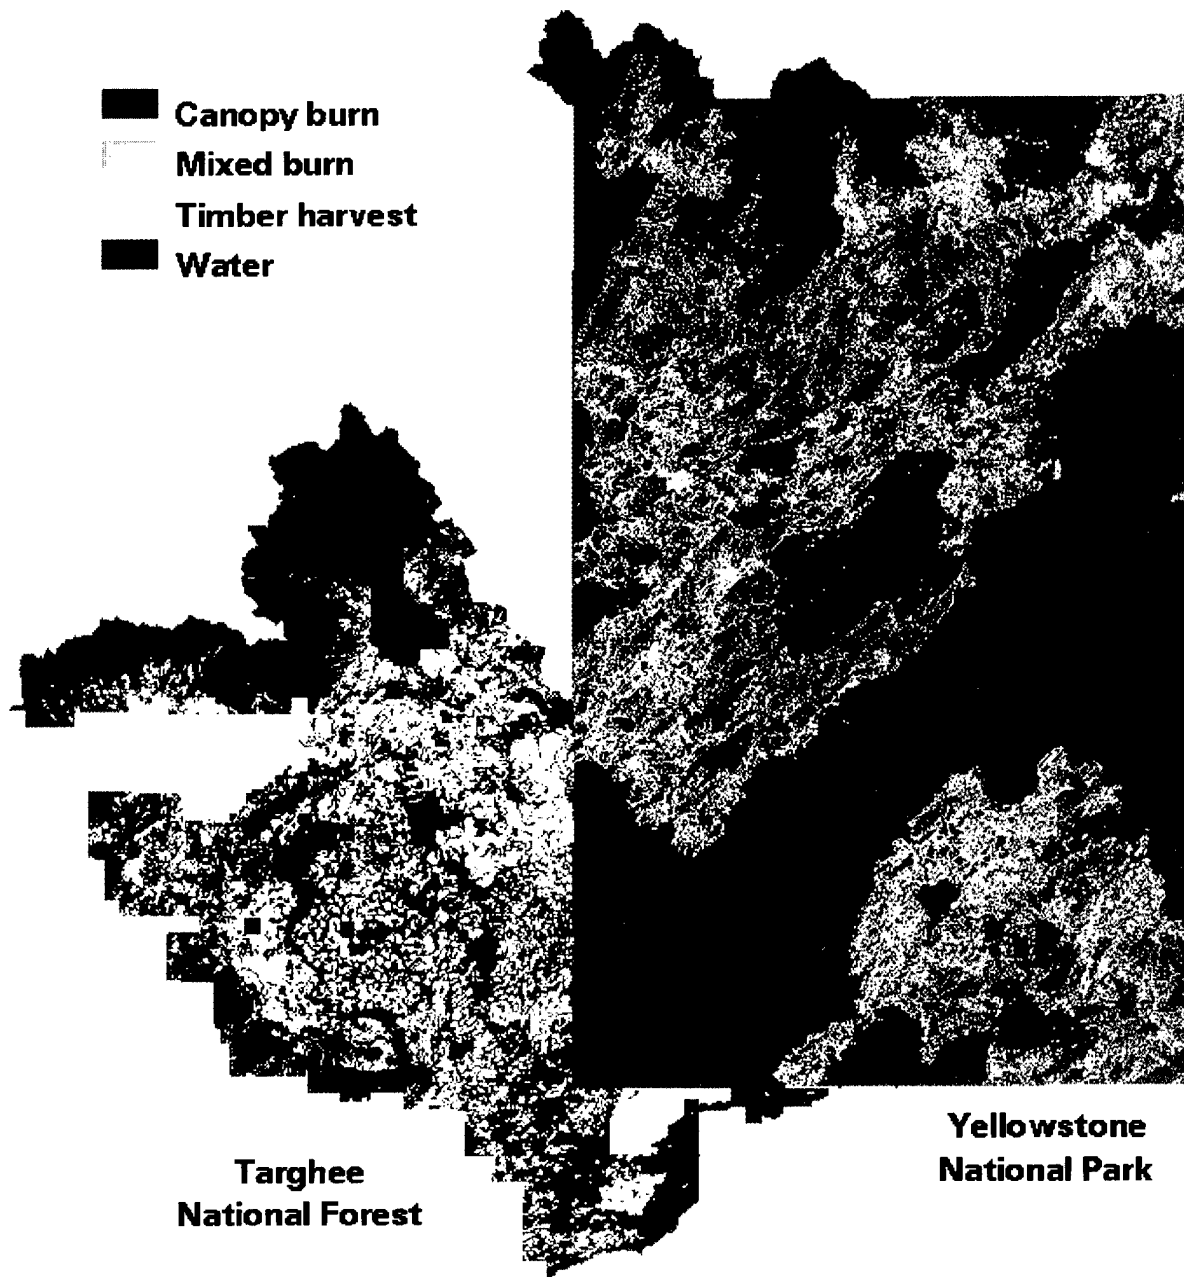 Canopy burn
Mixed burn
Timber harvest
Water
Yellowstone
National Park
Targhee
National Forest